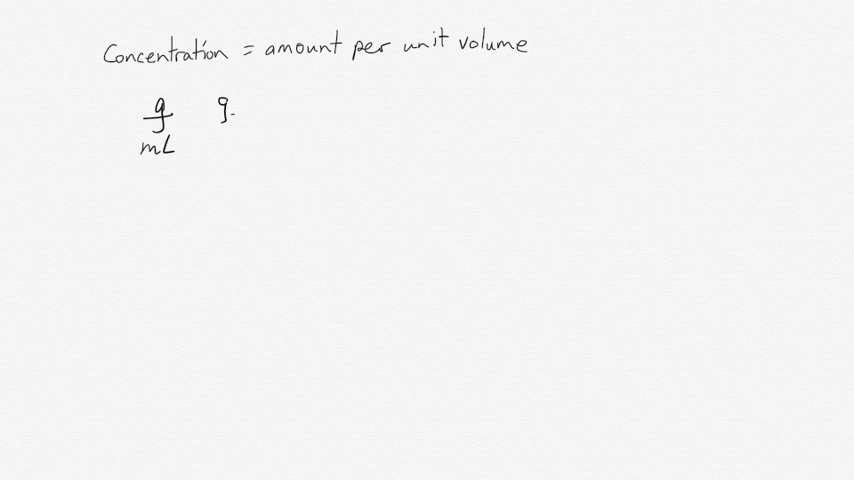 Concentration = amount per unit volume
g g.
mL